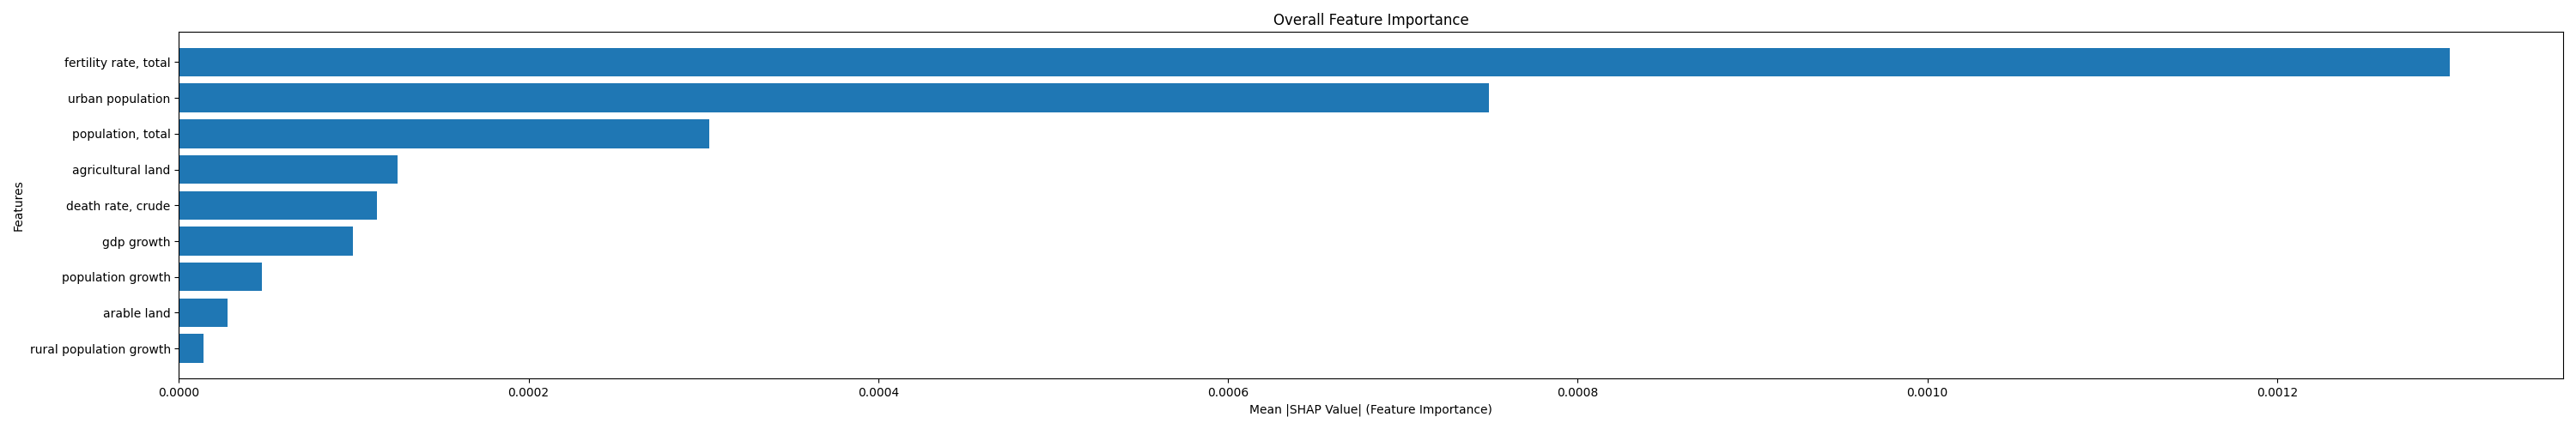 Overall Feature Importance
Features
fertility rate, total
urban population
population, total
agricultural land
death rate, crude
gdp growth
population growth
arable land
rural population growth
0.0000 0.0002 0.0004 0.0006 0.0008 0.0010 0.0012
Mean |SHAP Value| (Feature Importance)